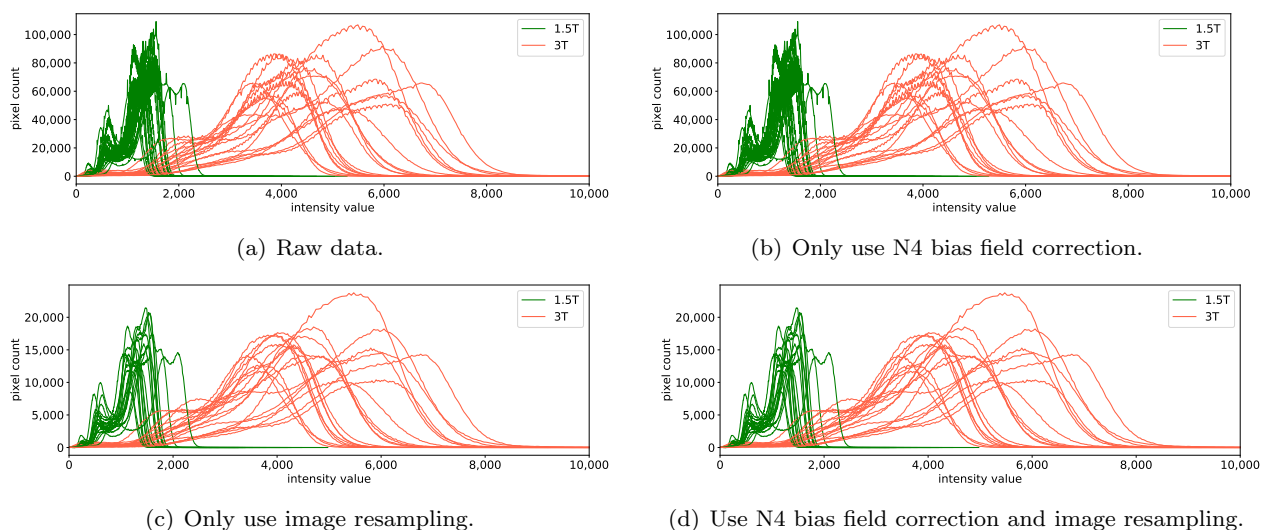 100,000
80,000
60,000
40,000
20,000
0
pixel count
0 2,000 4,000 6,000 8,000 10,000
intensity value
1.5T
3T
(a) Raw data.
100,000
80,000
60,000
40,000
20,000
0
pixel count
0 2,000 4,000 6,000 8,000 10,000
intensity value
1.5T
3T
(b) Only use N4 bias field correction.
20,000
15,000
10,000
5,000
0
pixel count
0 2,000 4,000 6,000 8,000 10,000
intensity value
1.5T
3T
(c) Only use image resampling.
20,000
15,000
10,000
5,000
0
pixel count
0 2,000 4,000 6,000 8,000 10,000
intensity value
1.5T
3T
(d) Use N4 bias field correction and image resampling.